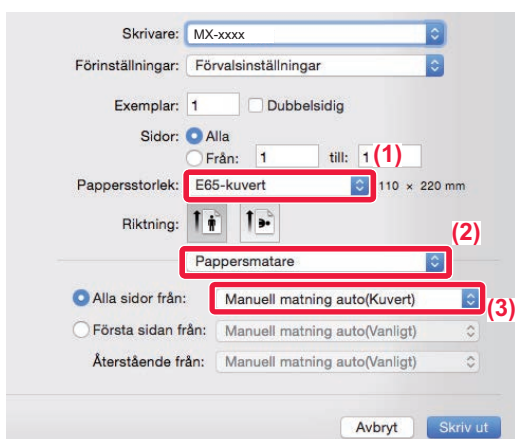 Skrivare: MX-xxxx
Förinställningar: Förvalsinställningar
Exemplar: 1 Dubbelsidig
Sidor: Alla
Från: 1 till: 1 (1)
Pappersstorlek: E65-kuvert 110 × 220 mm
Riktning:
(2)
Pappersmatare
Alla sidor från: Manuell matning auto(Kuvert)
(3)
Första sidan från: Manuell matning auto(Vanligt)
Återstående från: Manuell matning auto(Vanligt)
Avbryt Skriv ut